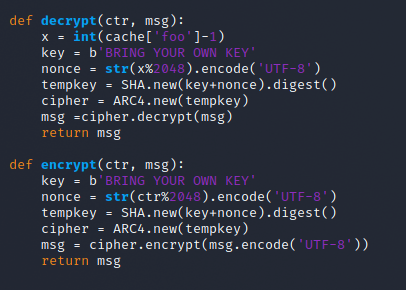 def decrypt(ctr, msg):
    x = int(cache['foo']-1)
    key = b'BRING YOUR OWN KEY'
    nonce = str(x%2048).encode('UTF-8')
    tempkey = SHA.new(key+nonce).digest()
    cipher = ARC4.new(tempkey)
    msg =cipher.decrypt(msg)
    return msg

def encrypt(ctr, msg):
    key = b'BRING YOUR OWN KEY'
    nonce = str(ctr%2048).encode('UTF-8')
    tempkey = SHA.new(key+nonce).digest()
    cipher = ARC4.new(tempkey)
    msg = cipher.encrypt(msg.encode('UTF-8'))
    return msg